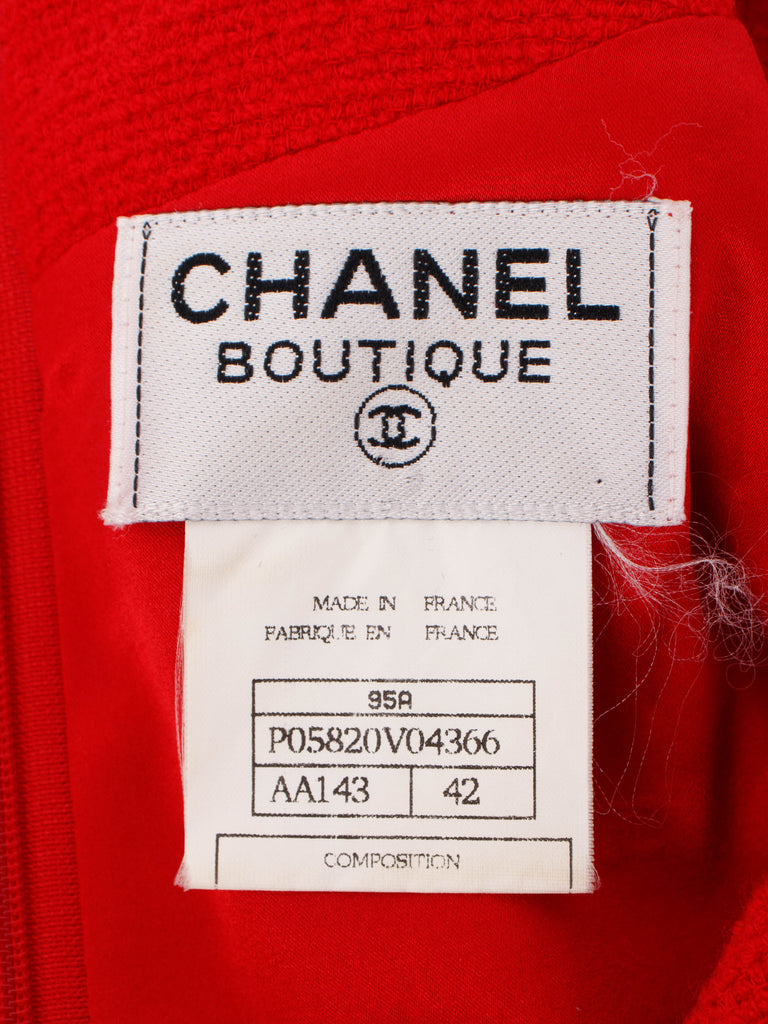 CHANEL
BOUTIQUE
MADE IN FRANCE
FABRIQUE EN FRANCE
95A
P05820V04366
AA143 42
COMPOSITION